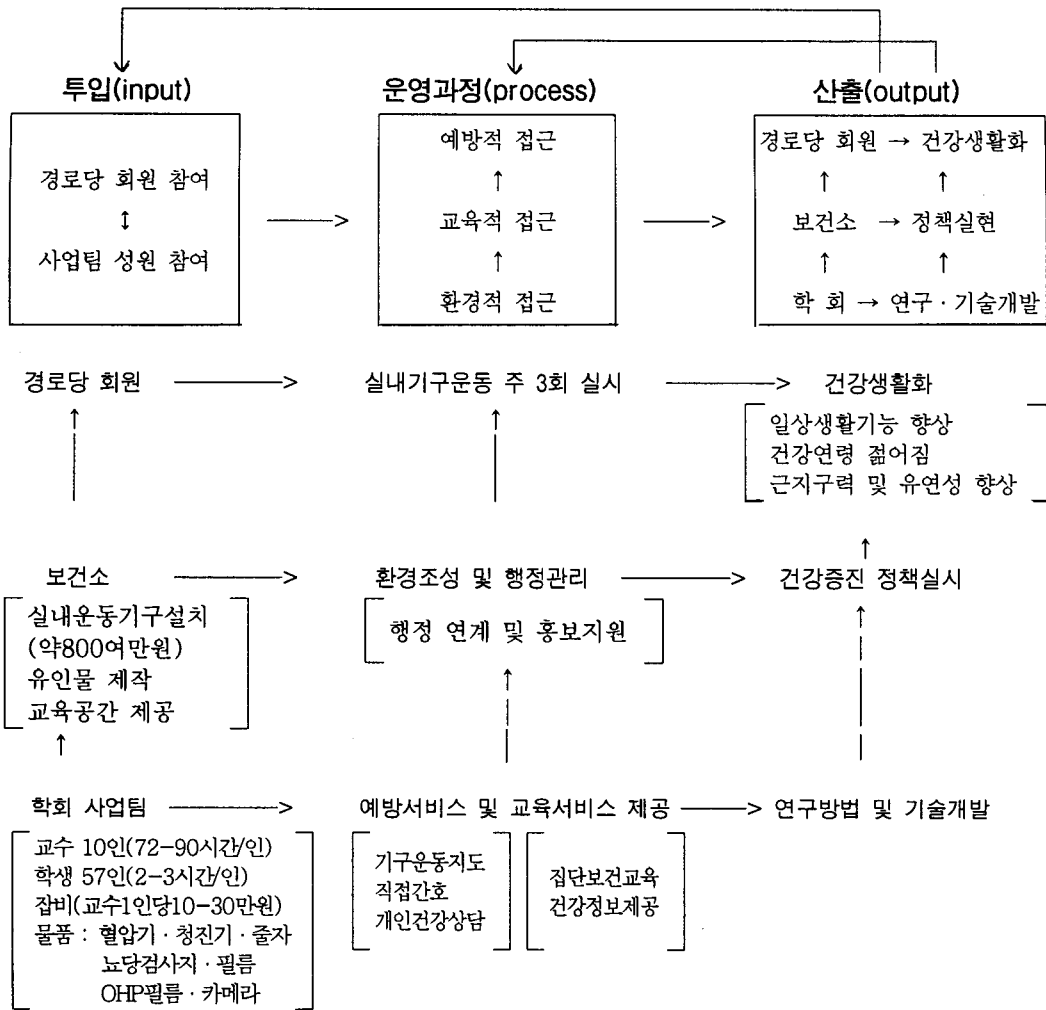 투입(input) 운영과정(process) 산출(output)
경로당 회원 참여
↕
사업팀 성원 참여
예방적 접근
↑
교육적 접근
↑
환경적 접근
경로당 회원 → 건강생활화
↑ ↑
보건소 → 정책실현
↑ ↑
학 회 → 연구 · 기술개발
경로당 회원 실내기구운동 주 3회 실시 건강생활화
일상생활기능 향상
건강연령 젊어짐
근지구력 및 유연성 향상
보건소 환경조성 및 행정관리 건강증진 정책실시
실내운동기구설치
(약800여만원)
유인물 제작
교육공간 제공
행정 연계 및 홍보지원
학회 사업팀 예방서비스 및 교육서비스 제공 연구방법 및 기술개발
교수 10인(72-90시간/인)
학생 57인(2-3시간/인)
잡비(교수1인당10-30만원)
물품 : 혈압기 · 청진기 · 줄자
뇨당검사지 · 필름
OHP필름 · 카메라
기구운동지도
직접간호
개인건강상담
집단보건교육
건강정보제공